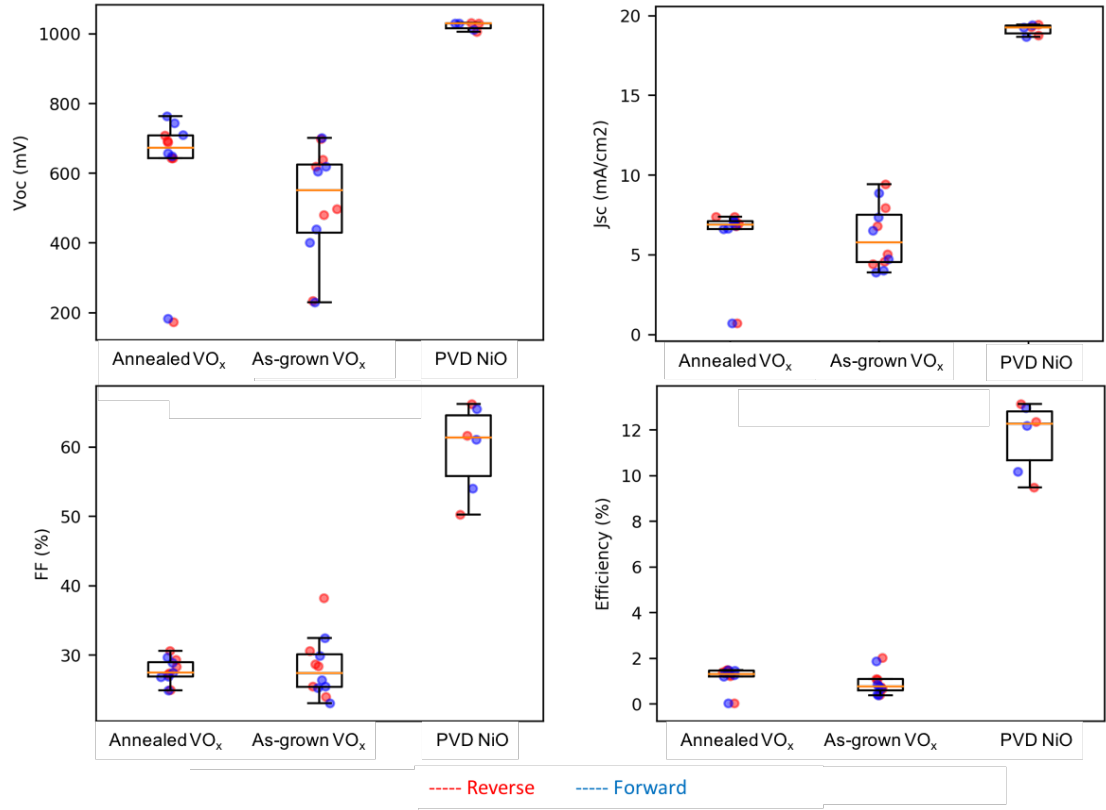 Voc (mV)
1000
800
600
400
200
Annealed VOₓ
As-grown VOₓ
PVD NiO
Jsc (mA/cm2)
20
15
10
5
0
Annealed VOₓ
As-grown VOₓ
PVD NiO
FF (%)
60
50
40
30
Annealed VOₓ
As-grown VOₓ
PVD NiO
Efficiency (%)
12
10
8
6
4
2
0
Annealed VOₓ
As-grown VOₓ
PVD NiO
----- Reverse
----- Forward